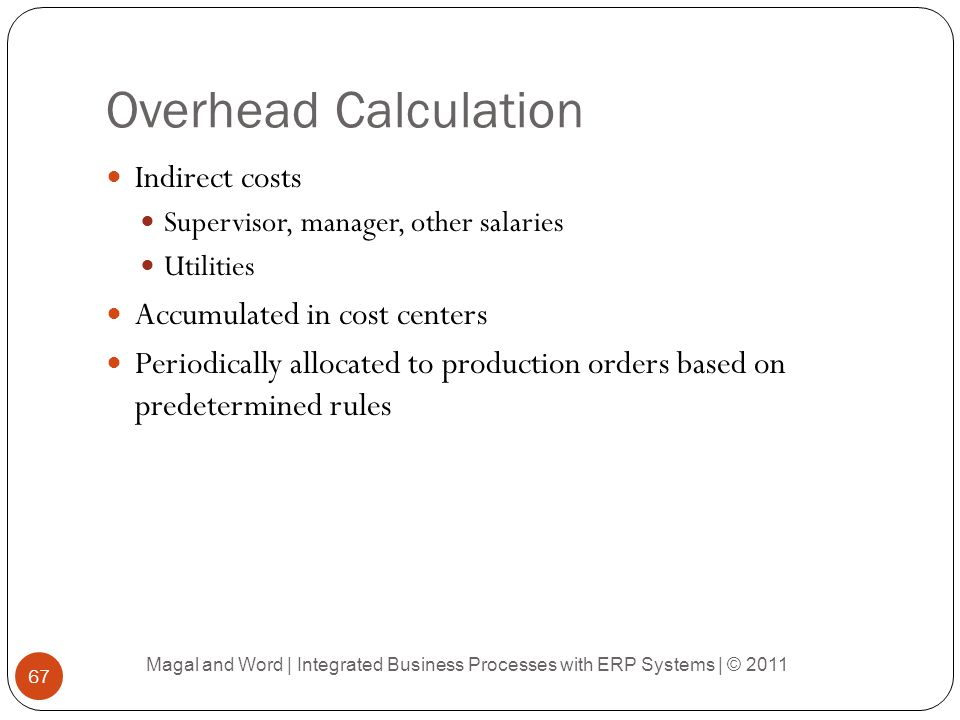 Overhead Calculation
Indirect costs
Supervisor, manager, other salaries
Utilities
Accumulated in cost centers
Periodically allocated to production orders based on
predetermined rules
Magal and Word | Integrated Business Processes with ERP Systems | © 2011
67